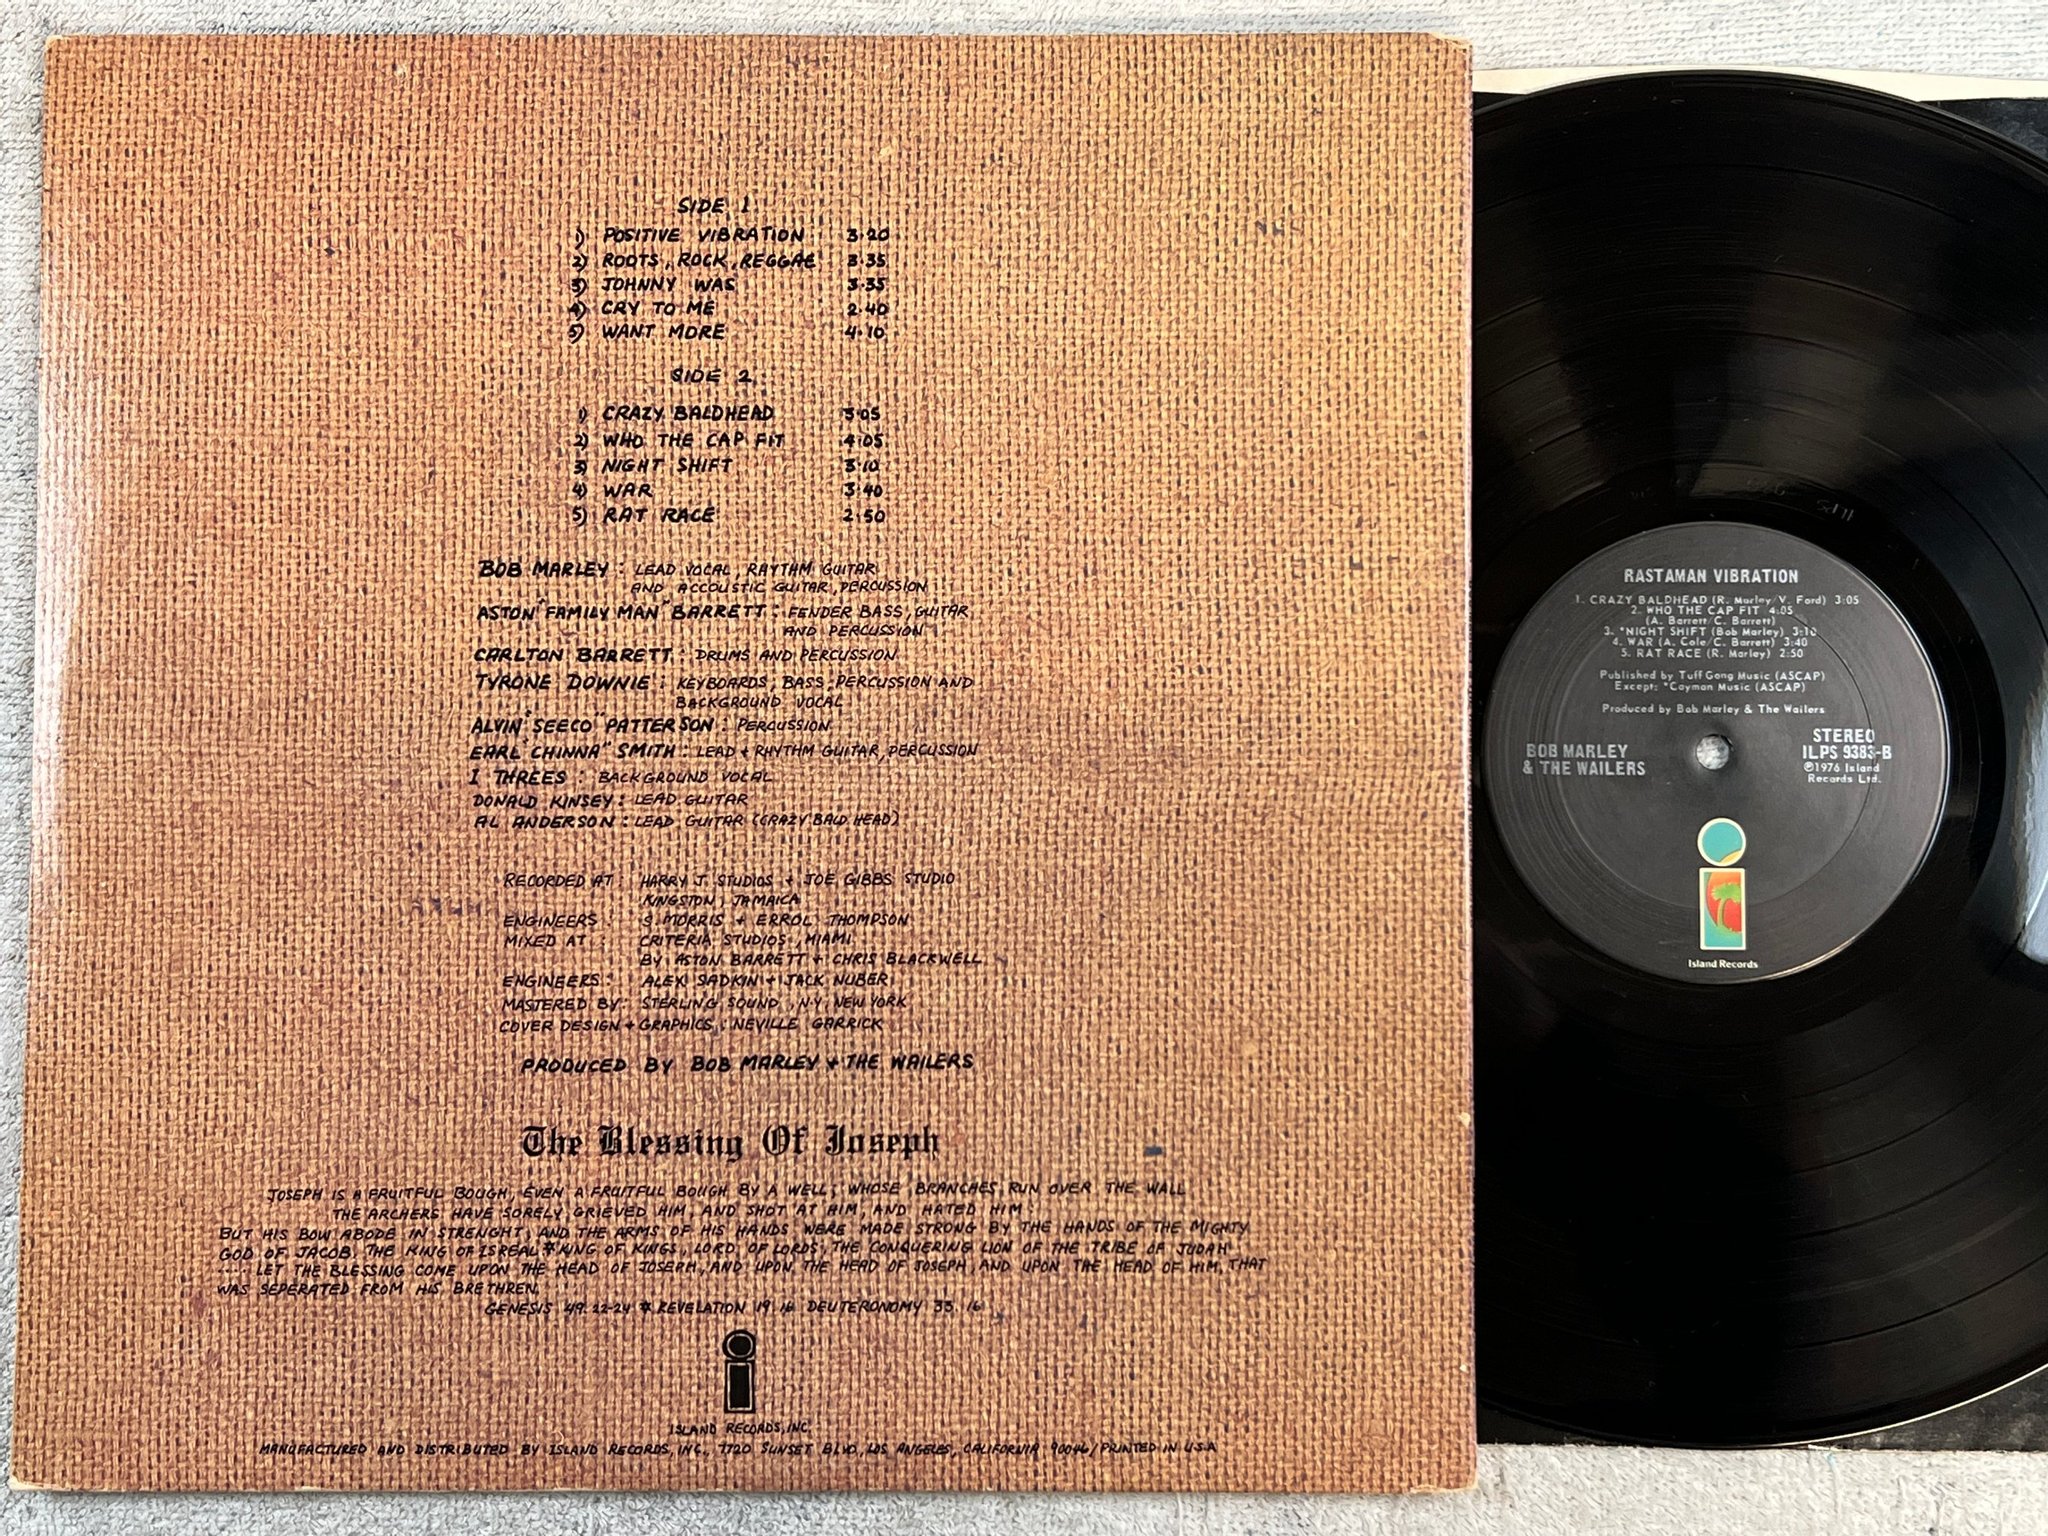 SIDE 1
1) POSITIVE VIBRATION 3·20
2) ROOTS, ROCK, REGGAE 3·35
3) JOHNNY WAS 3·35
4) CRY TO ME 2·40
5) WANT MORE 4·10
SIDE 2
1) CRAZY BALDHEAD 3·05
2) WHO THE CAP FIT 4·05
3) NIGHT SHIFT 3·10
4) WAR 3·40
5) RAT RACE 2·50
BOB MARLEY : LEAD VOCAL, RHYTHM GUITAR
AND ACCOUSTIC GUITAR, PERCUSSION
ASTON "FAMILY MAN" BARRETT : FENDER BASS, GUITAR
AND PERCUSSION
CARLTON BARRETT : DRUMS AND PERCUSSION
TYRONE DOWNIE : KEYBOARDS, BASS, PERCUSSION AND
BACKGROUND VOCAL
ALVIN "SEECO" PATTERSON : PERCUSSION
EARL "CHINNA" SMITH : LEAD + RHYTHM GUITAR, PERCUSSION
I THREES : BACKGROUND VOCAL
DONALD KINSEY : LEAD GUITAR
AL ANDERSON : LEAD GUITAR (CRAZY BALD HEAD)
RECORDED AT : HARRY J. STUDIOS + JOE GIBBS STUDIO
KINGSTON, JAMAICA
ENGINEERS : S. MORRIS + ERROL THOMPSON
MIXED AT : CRITERIA STUDIOS, MIAMI
BY ASTON BARRETT + CHRIS BLACKWELL
ENGINEERS : ALEX SADKIN + JACK NUBER
MASTERED BY : STERLING SOUND, N.Y. NEW YORK
COVER DESIGN + GRAPHICS : NEVILLE GARRICK
PRODUCED BY BOB MARLEY + THE WAILERS
The Blessing Of Joseph
JOSEPH IS A FRUITFUL BOUGH, EVEN A FRUITFUL BOUGH BY A WELL; WHOSE BRANCHES RUN OVER THE WALL
THE ARCHERS HAVE SORELY GRIEVED HIM, AND SHOT AT HIM, AND HATED HIM:
BUT HIS BOW ABODE IN STRENGHT, AND THE ARMS OF HIS HANDS WERE MADE STRONG BY THE HANDS OF THE MIGHTY
GOD OF JACOB, THE KING OF ISREAL * KING OF KINGS, LORD OF LORDS, THE CONQUERING LION OF THE TRIBE OF JUDAH
..... LET THE BLESSING COME UPON THE HEAD OF JOSEPH, AND UPON THE HEAD OF JOSEPH, AND UPON THE HEAD OF HIM, THAT
WAS SEPERATED FROM HIS BRETHREN.
GENESIS 49. 22-24 * REVELATION 19. 16 DEUTERONOMY 33. 16
ISLAND RECORDS, INC.
MANUFACTURED AND DISTRIBUTED BY ISLAND RECORDS, INC., 7720 SUNSET BLVD., LOS ANGELES, CALIFORNIA 90046/PRINTED IN U.S.A
RASTAMAN VIBRATION
1. CRAZY BALDHEAD (R. Marley/V. Ford) 3:05
2. WHO THE CAP FIT 4:05
(A. Barrett/C. Barrett)
3. *NIGHT SHIFT (Bob Marley) 3:10
4. WAR (A. Cole/C. Barrett) 3:40
5. RAT RACE (R. Marley) 2:50
Published by Tuff Gong Music (ASCAP)
Except: *Cayman Music (ASCAP)
Produced by Bob Marley & The Wailers
BOB MARLEY
& THE WAILERS
STEREO
ILPS 9383-B
℗1976 Island
Records Ltd.
Island Records